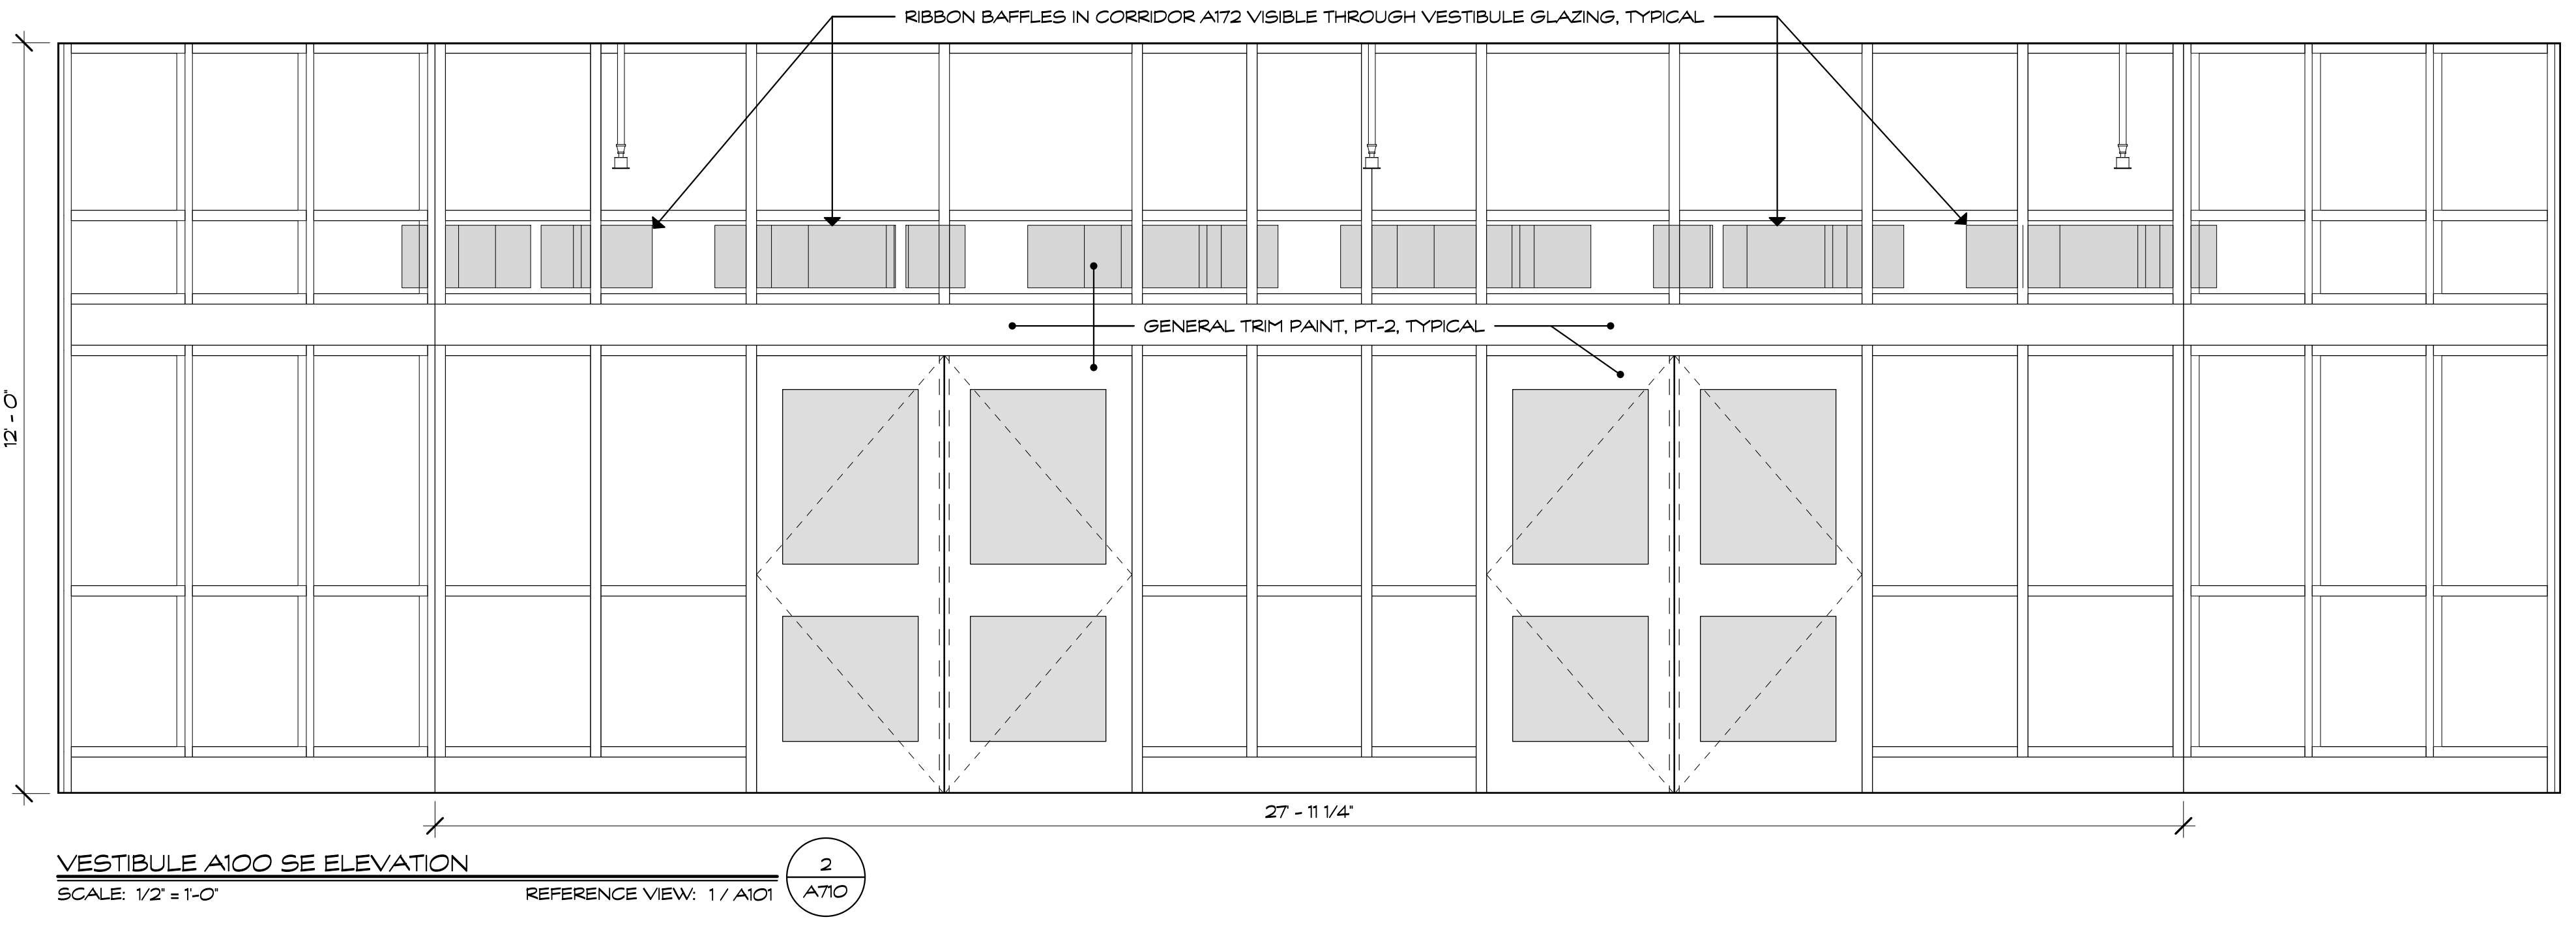 RIBBON BAFFLES IN CORRIDOR A172 VISIBLE THROUGH VESTIBULE GLAZING, TYPICAL
GENERAL TRIM PAINT, PT-2, TYPICAL
12' - 0"
27' - 11 1/4"
VESTIBULE A100 SE ELEVATION
2
SCALE: 1/2" = 1'-0"
REFERENCE VIEW: 1 / A101
A710